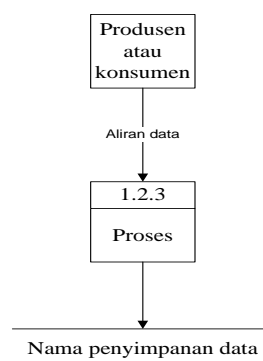 Produsen
atau
konsumen
Aliran data
1.2.3
Proses
Nama penyimpanan data